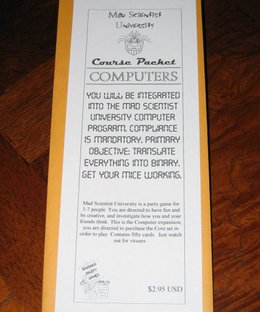 MAD SCIENTIST
UNIVERSITY
Course Packet
COMPUTERS
YOU WILL BE INTEGRATED
INTO THE MAD SCIENTIST
UNIVERSITY COMPUTER
PROGRAM. COMPLIANCE
IS MANDATORY. PRIMARY
OBJECTIVE: TRANSLATE
EVERYTHING INTO BINARY.
GET YOUR MICE WORKING.
Mad Scientist University is a party game for
3-7 people. You are directed to have fun and
be creative, and investigate how you and your
friends think. This is the Computer expansion,
you are directed to purchase the Core set in
order to play. Contains fifty cards. Just watch
out for viruses.
$2.95 USD